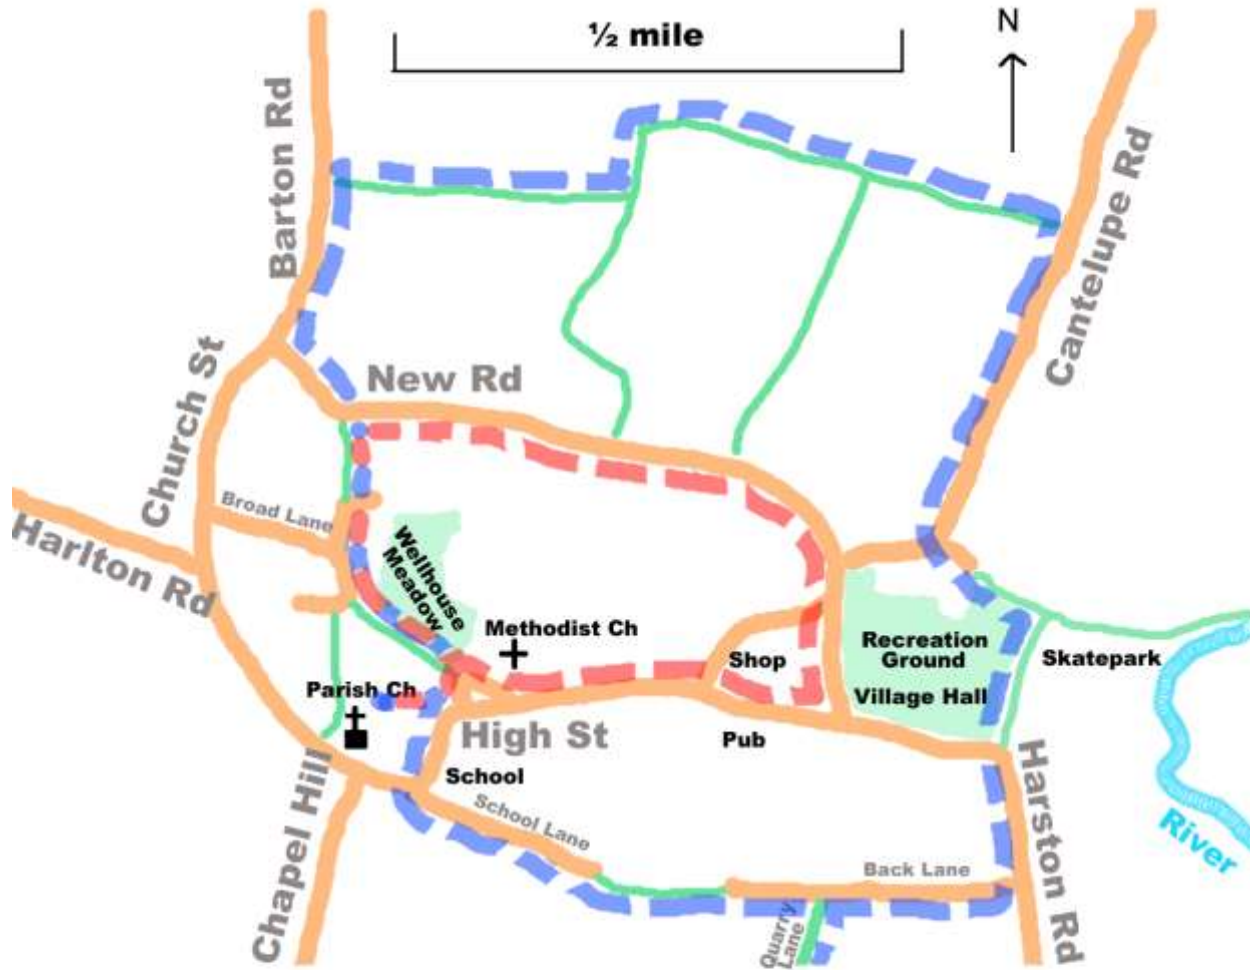 ½ mile
N
Barton Rd
Cantelupe Rd
Church St
New Rd
Broad Lane
Harlton Rd
Wellhouse
Meadow
Methodist Ch
Shop
Recreation
Ground
Skatepark
Parish Ch
Village Hall
High St
Pub
School
School Lane
Chapel Hill
Harston Rd
River
Back Lane
Quarry
Lane